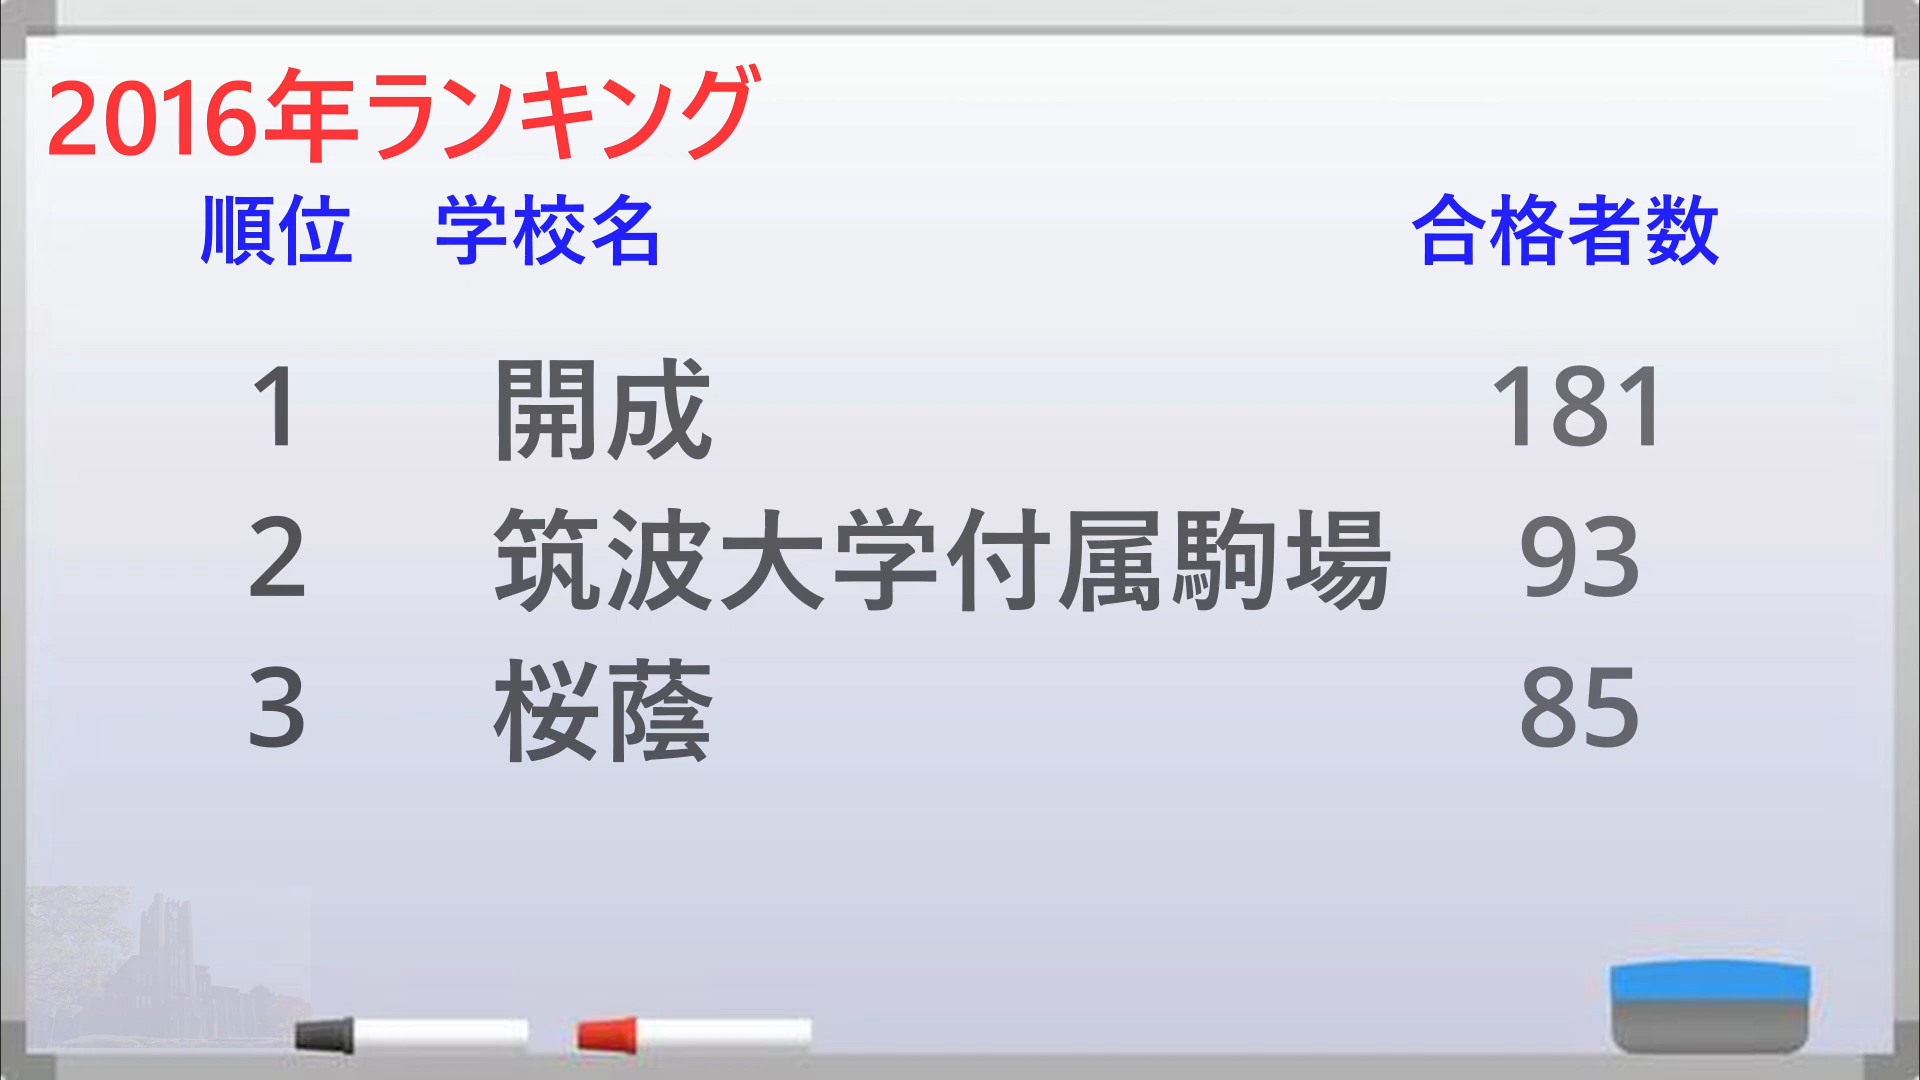 2016年ランキング
順位 学校名 合格者数
1 開成 181
2 筑波大学付属駒場 93
3 桜蔭 85